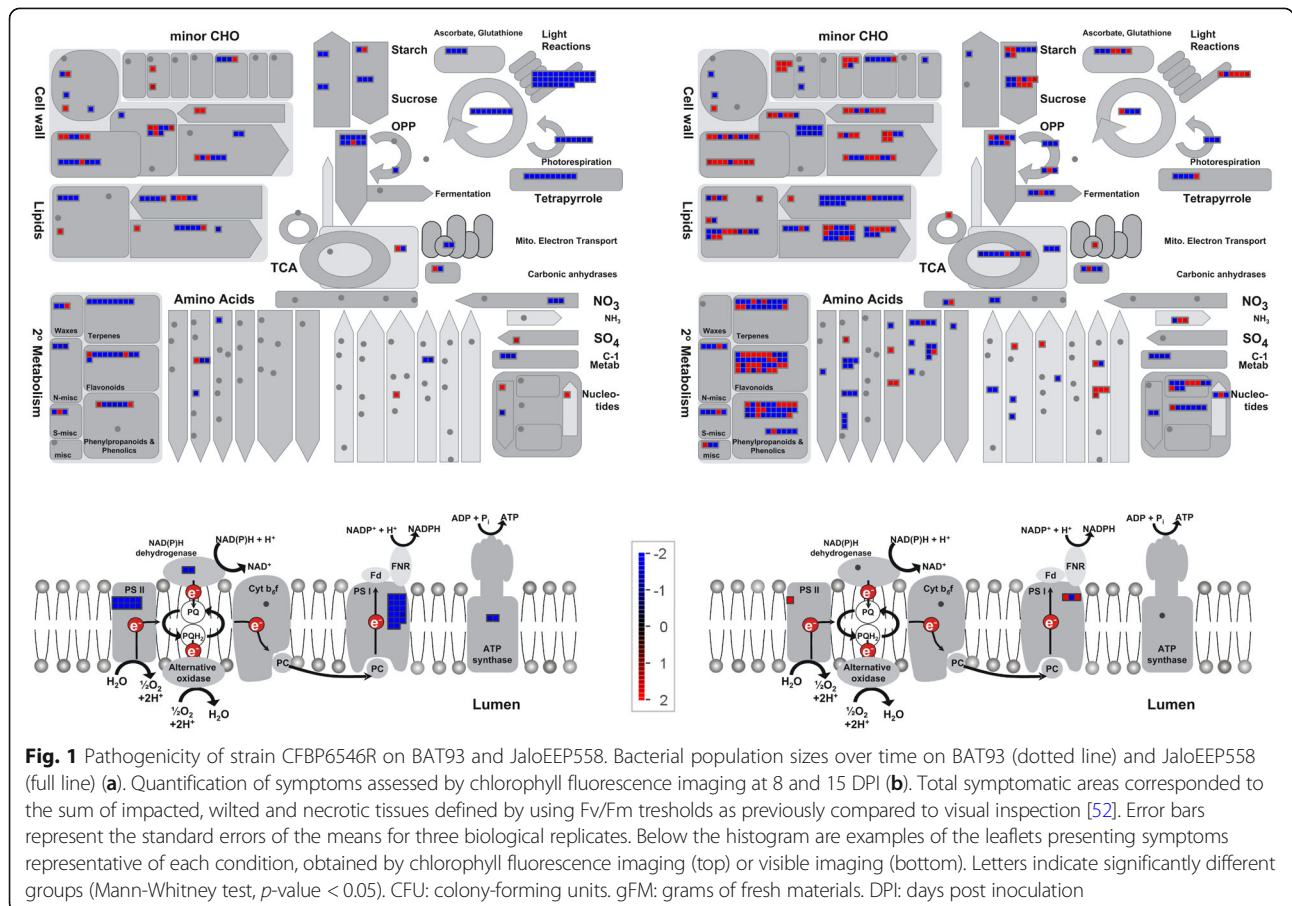 minor CHO
Starch
Ascorbate, Glutathione
Light
Reactions
Cell wall
Sucrose
OPP
Photorespiration
Tetrapyrrole
Fermentation
Lipids
TCA
Mito. Electron Transport
Carbonic anhydrases
Amino Acids
NO3
NH3
SO4
C-1
Metab
Nucleo-
tides
2° Metabolism
Waxes
Terpenes
N-misc
Flavonoids
S-misc
Phenylpropanoids &
Phenolics
misc
minor CHO
Starch
Ascorbate, Glutathione
Light
Reactions
Cell wall
Sucrose
OPP
Photorespiration
Tetrapyrrole
Fermentation
Lipids
TCA
Mito. Electron Transport
Carbonic anhydrases
Amino Acids
NO3
NH3
SO4
C-1
Metab
Nucleo-
tides
2° Metabolism
Waxes
Terpenes
N-misc
Flavonoids
S-misc
Phenylpropanoids &
Phenolics
misc
NAD(P)H
dehydrogenase
NAD(P)H + H+
NAD+
NADP+ + H+
NADPH
ADP + Pi
ATP
PS II
e-
PQ
PQH2
e-
e-
Cyt b6f
e-
PS I
Fd
FNR
e-
PC
PC
ATP
synthase
H2O
½O2
+2H+
Alternative
oxidase
½O2
+2H+
H2O
Lumen
-2
-1
0
1
2
NAD(P)H
dehydrogenase
NAD(P)H + H+
NAD+
NADP+ + H+
NADPH
ADP + Pi
ATP
PS II
e-
PQ
PQH2
e-
e-
Cyt b6f
e-
PS I
Fd
FNR
e-
PC
PC
ATP
synthase
H2O
½O2
+2H+
Alternative
oxidase
½O2
+2H+
H2O
Lumen
Fig. 1 Pathogenicity of strain CFBP6546R on BAT93 and JaloEEP558. Bacterial population sizes over time on BAT93 (dotted line) and JaloEEP558
(full line) (a). Quantification of symptoms assessed by chlorophyll fluorescence imaging at 8 and 15 DPI (b). Total symptomatic areas corresponded to
the sum of impacted, wilted and necrotic tissues defined by using Fv/Fm tresholds as previously compared to visual inspection [52]. Error bars
represent the standard errors of the means for three biological replicates. Below the histogram are examples of the leaflets presenting symptoms
representative of each condition, obtained by chlorophyll fluorescence imaging (top) or visible imaging (bottom). Letters indicate significantly different
groups (Mann-Whitney test, p-value < 0.05). CFU: colony-forming units. gFM: grams of fresh materials. DPI: days post inoculation